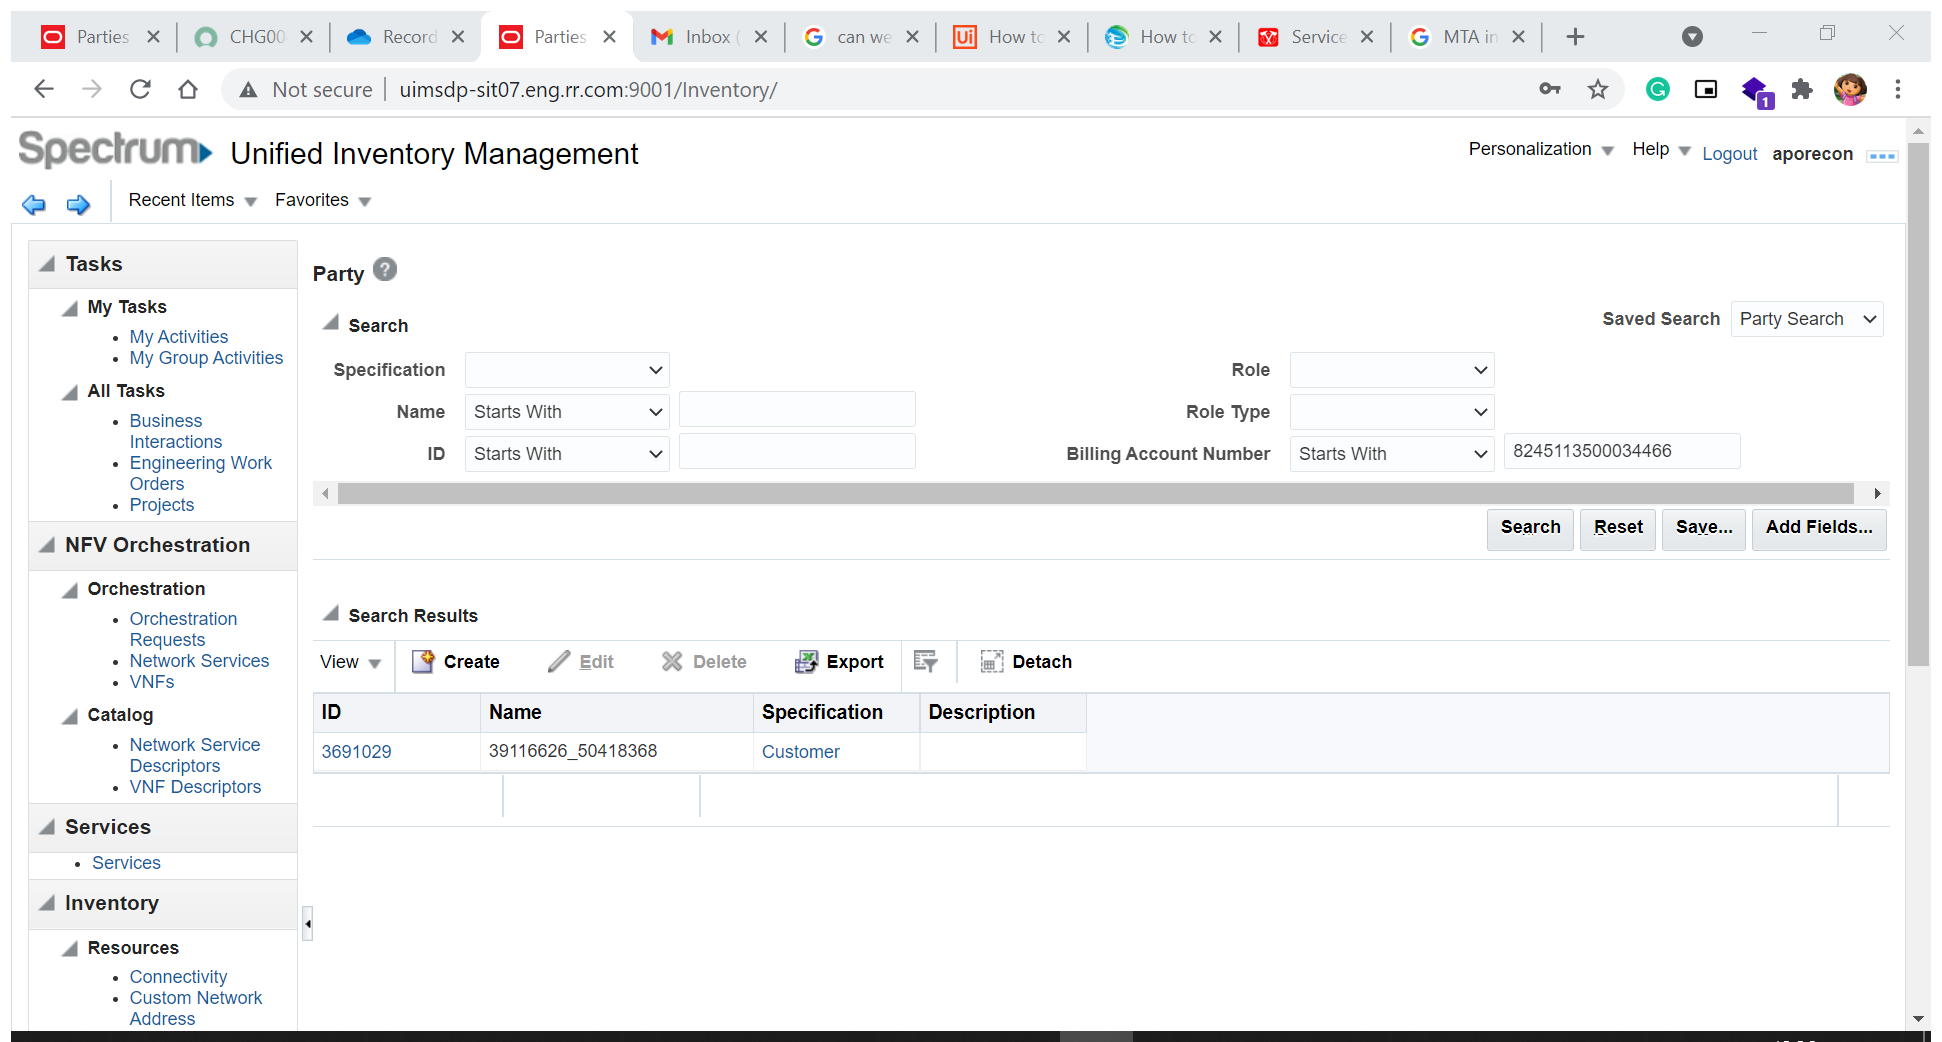 Parties
CHG00
Record
Parties
Inbox (
can we
How to
How to
Service
MTA in
Not secure
uimsdp-sit07.eng.rr.com:9001/Inventory/
1
Spectrum
Unified Inventory Management
Personalization
Help
Logout
aporecon
Recent Items
Favorites
Tasks
My Tasks
My Activities
My Group Activities
All Tasks
Business
Interactions
Engineering Work
Orders
Projects
NFV Orchestration
Orchestration
Orchestration
Requests
Network Services
VNFs
Catalog
Network Service
Descriptors
VNF Descriptors
Services
Services
Inventory
Resources
Connectivity
Custom Network
Address
Party
Search
Saved Search Party Search
Specification
Role
Name Starts With
Role Type
ID Starts With
Billing Account Number Starts With 8245113500034466
Search Reset Save... Add Fields...
Search Results
View Create Edit Delete Export Detach
ID Name Specification Description
3691029 39116626_50418368 Customer